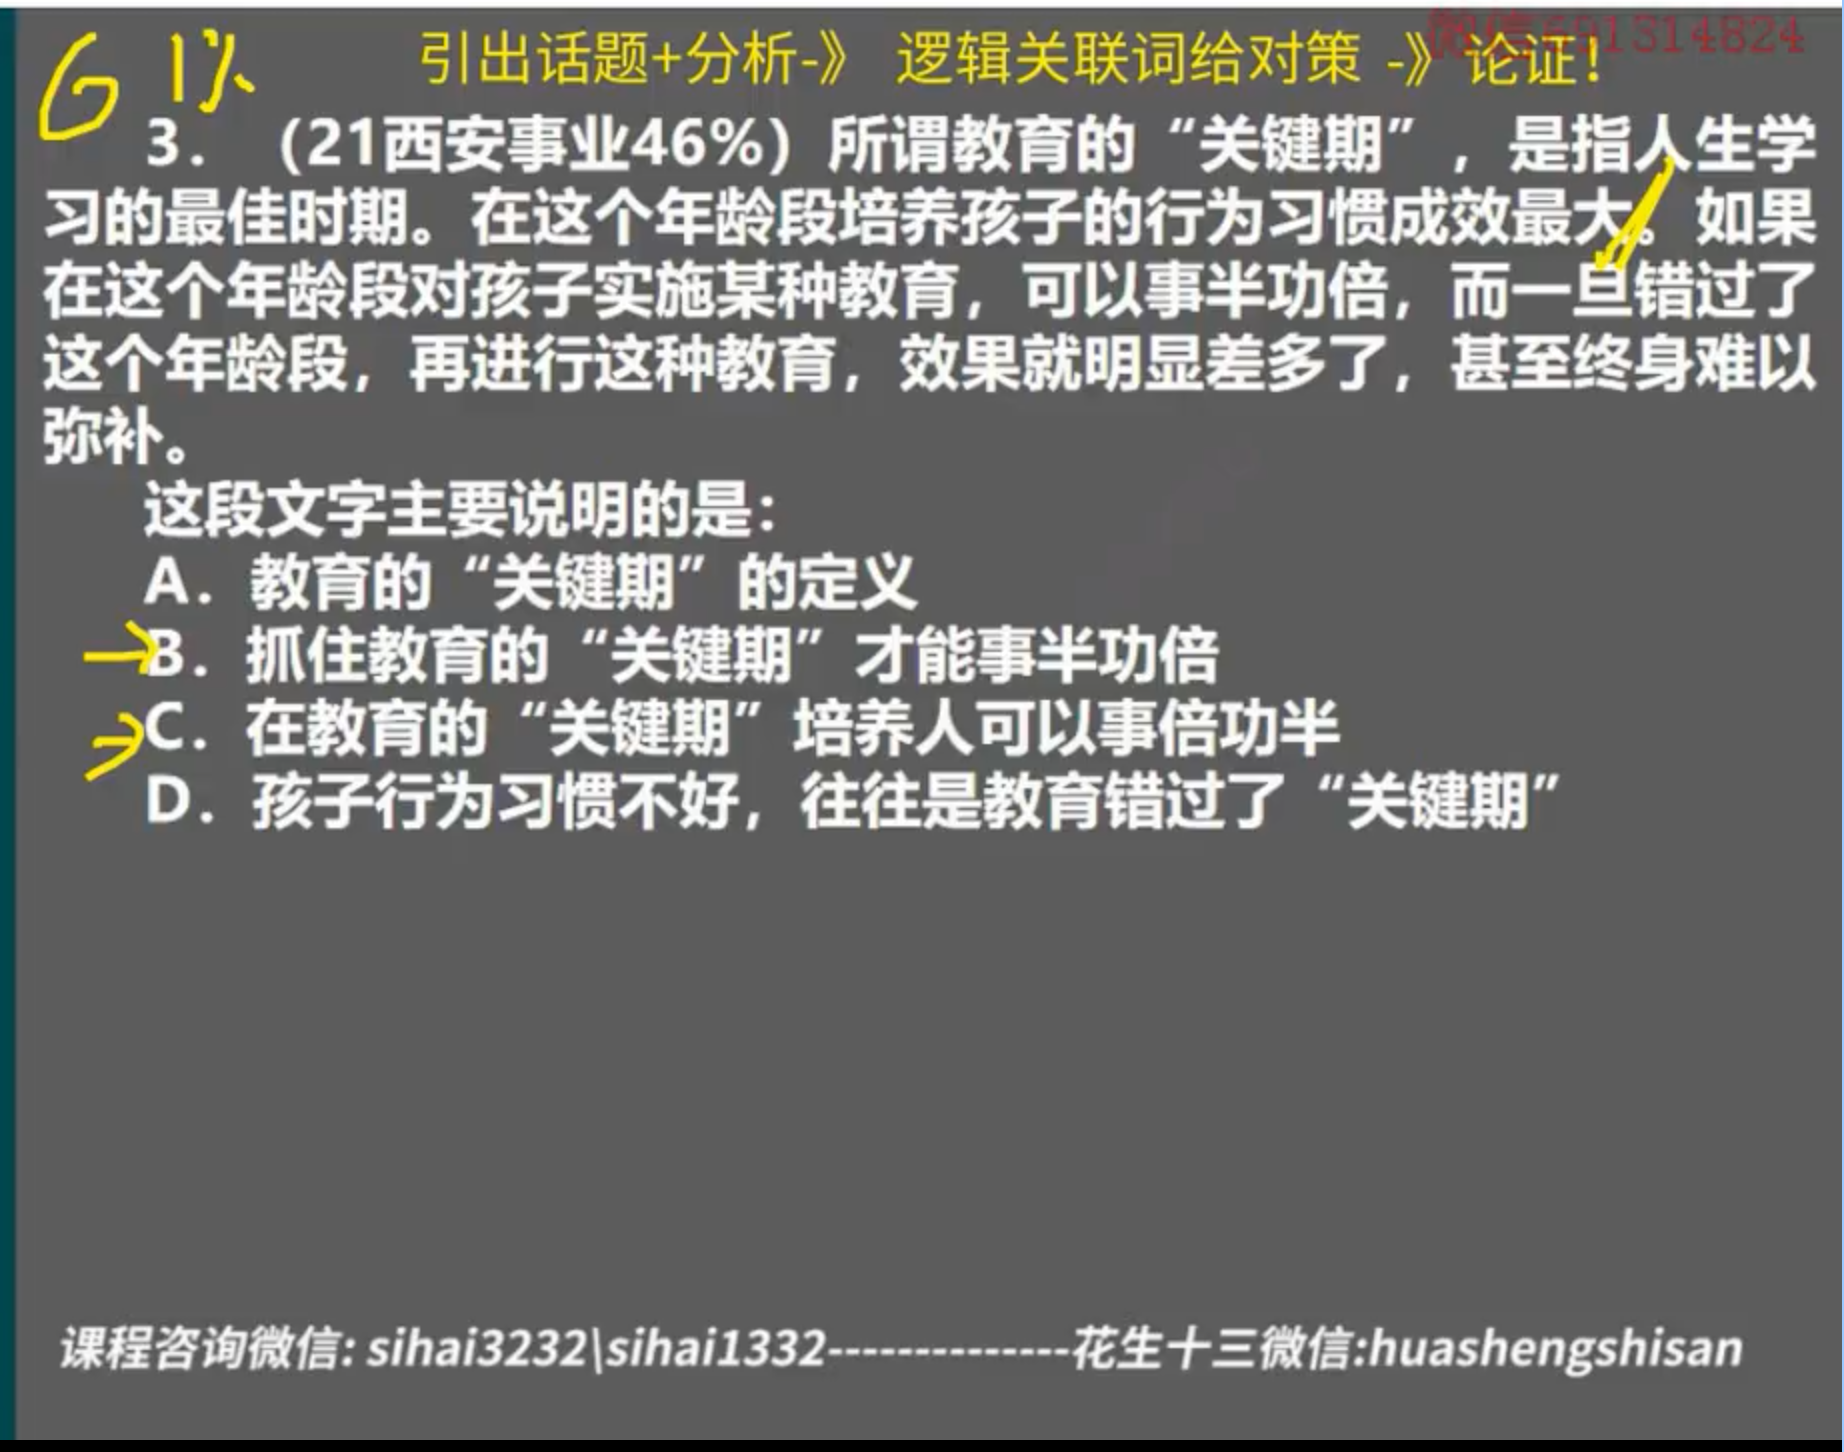 61%
引出话题+分析-》 逻辑关联词给对策 -》论证！
微信691314824
3. （21西安事业46%）所谓教育的“关键期”，是指人生学
习的最佳时期。在这个年龄段培养孩子的行为习惯成效最大。如果
在这个年龄段对孩子实施某种教育，可以事半功倍，而一旦错过了
这个年龄段，再进行这种教育，效果就明显差多了，甚至终身难以
弥补。
这段文字主要说明的是：
A. 教育的“关键期”的定义
B. 抓住教育的“关键期”才能事半功倍
C. 在教育的“关键期”培养人可以事倍功半
D. 孩子行为习惯不好，往往是教育错过了“关键期”
课程咨询微信: sihai3232\sihai1332--------------花生十三微信:huashengshisan